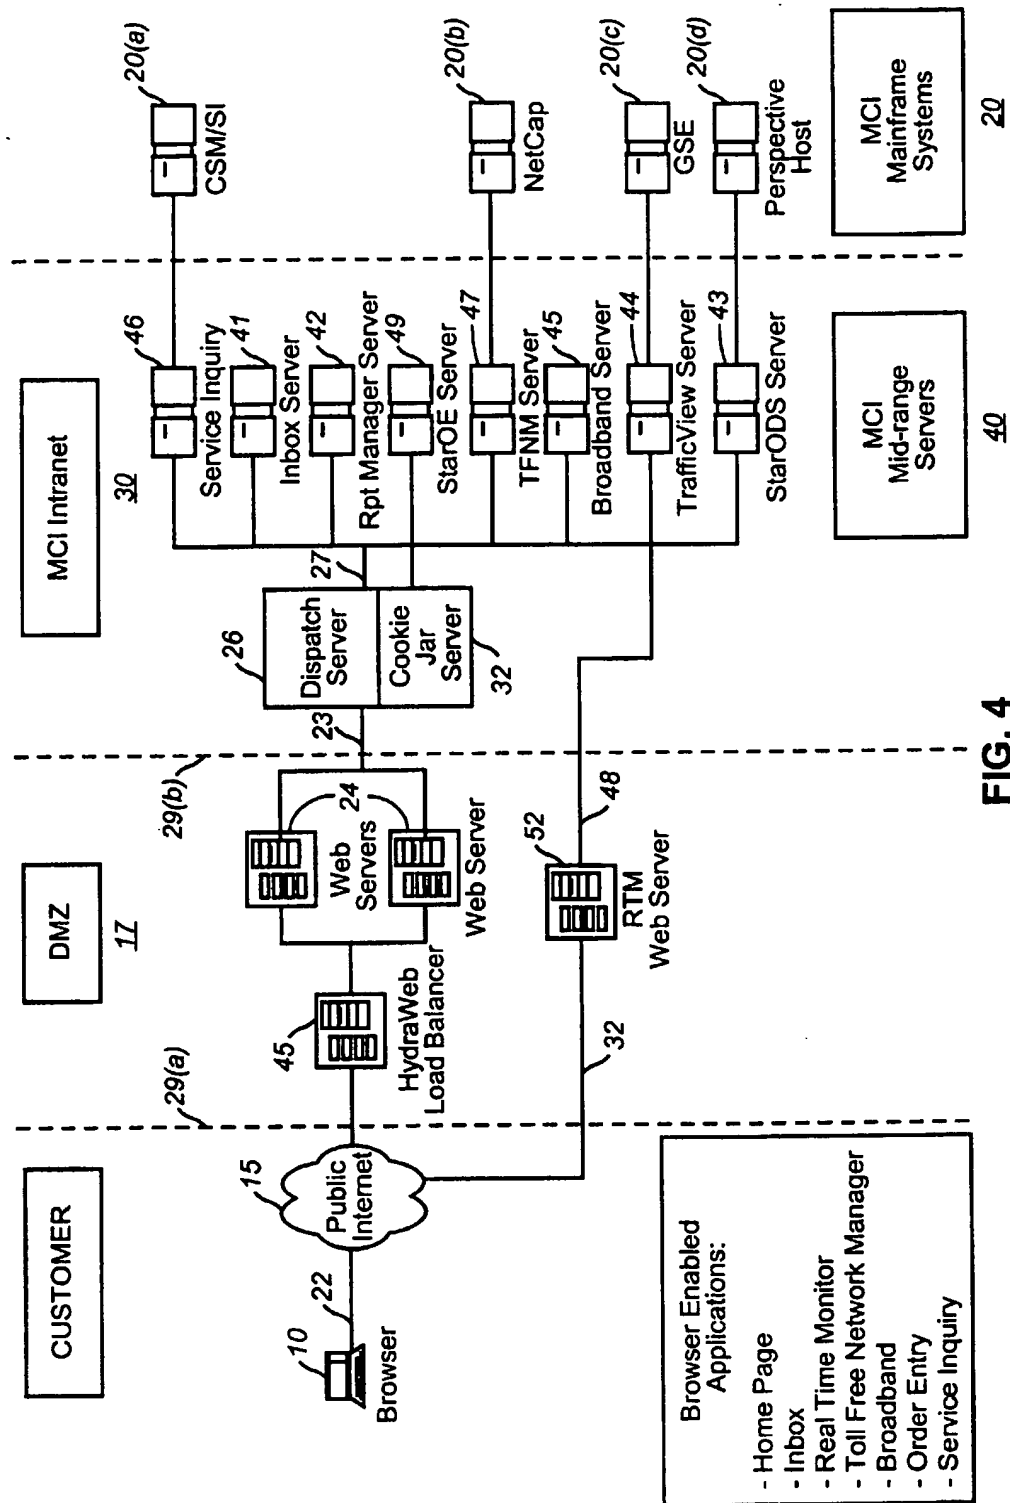 CUSTOMER
DMZ
17
MCI Intranet
30
29(a)
29(b)
10
Browser
22
15
Public
Internet
45
HydraWeb
Load Balancer
24
Web
Servers
Web Server
23
26
Dispatch
Server
Cookie
Jar
Server
32
27
46
Service Inquiry
41
Inbox Server
42
Rpt Manager Server
49
StarOE Server
47
TFNM Server
45
Broadband Server
44
TrafficView Server
43
StarODS Server
20(a)
CSM/SI
20(b)
NetCap
20(c)
GSE
20(d)
Perspective
Host
32
52
RTM
Web Server
48
Browser Enabled
Applications:
- Home Page
- Inbox
- Real Time Monitor
- Toll Free Network Manager
- Broadband
- Order Entry
- Service Inquiry
MCI
Mid-range
Servers
40
MCI
Mainframe
Systems
20
FIG. 4